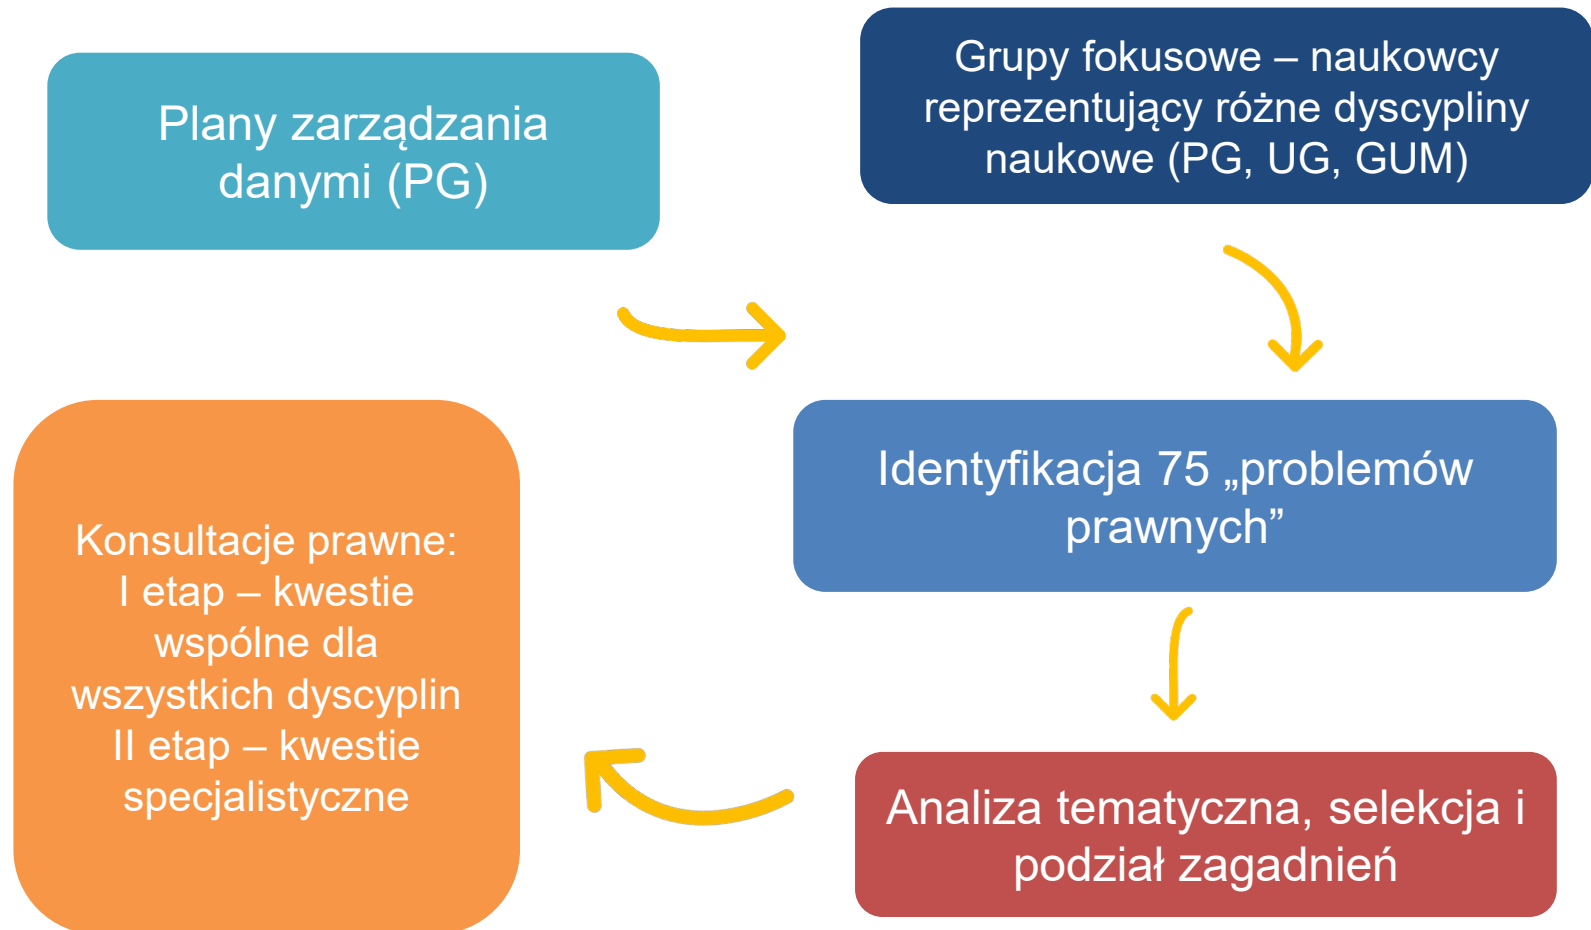 Plany zarządzania
danymi (PG)
Grupy fokusowe – naukowcy
reprezentujący różne dyscypliny
naukowe (PG, UG, GUM)
Identyfikacja 75 „problemów
prawnych”
Analiza tematyczna, selekcja i
podział zagadnień
Konsultacje prawne:
I etap – kwestie
wspólne dla
wszystkich dyscyplin
II etap – kwestie
specjalistyczne